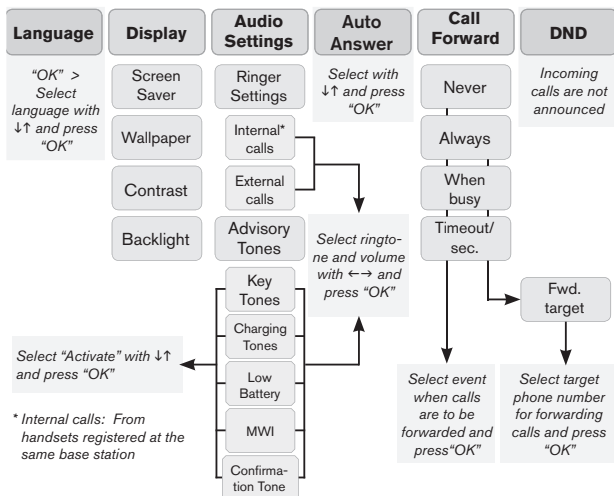 Language
Display
Audio
Settings
Auto
Answer
Call
Forward
DND
"OK" >
Select
language with
↓↑ and press
"OK"
Screen
Saver
Wallpaper
Contrast
Backlight
Ringer
Settings
Internal*
calls
External
calls
Advisory
Tones
Key
Tones
Charging
Tones
Low
Battery
MWI
Confirma-
tion Tone
Select with
↓↑ and press
"OK"
Select ringto-
ne and volume
with ←→ and
press "OK"
Never
Always
When
busy
Timeout/
sec.
Incoming
calls are not
announced
Fwd.
target
Select "Activate" with ↓↑
and press "OK"
* Internal calls: From
handsets registered at the
same base station
Select event
when calls
are to be
forwarded and
press"OK"
Select target
phone number
for forwarding
calls and press
"OK"